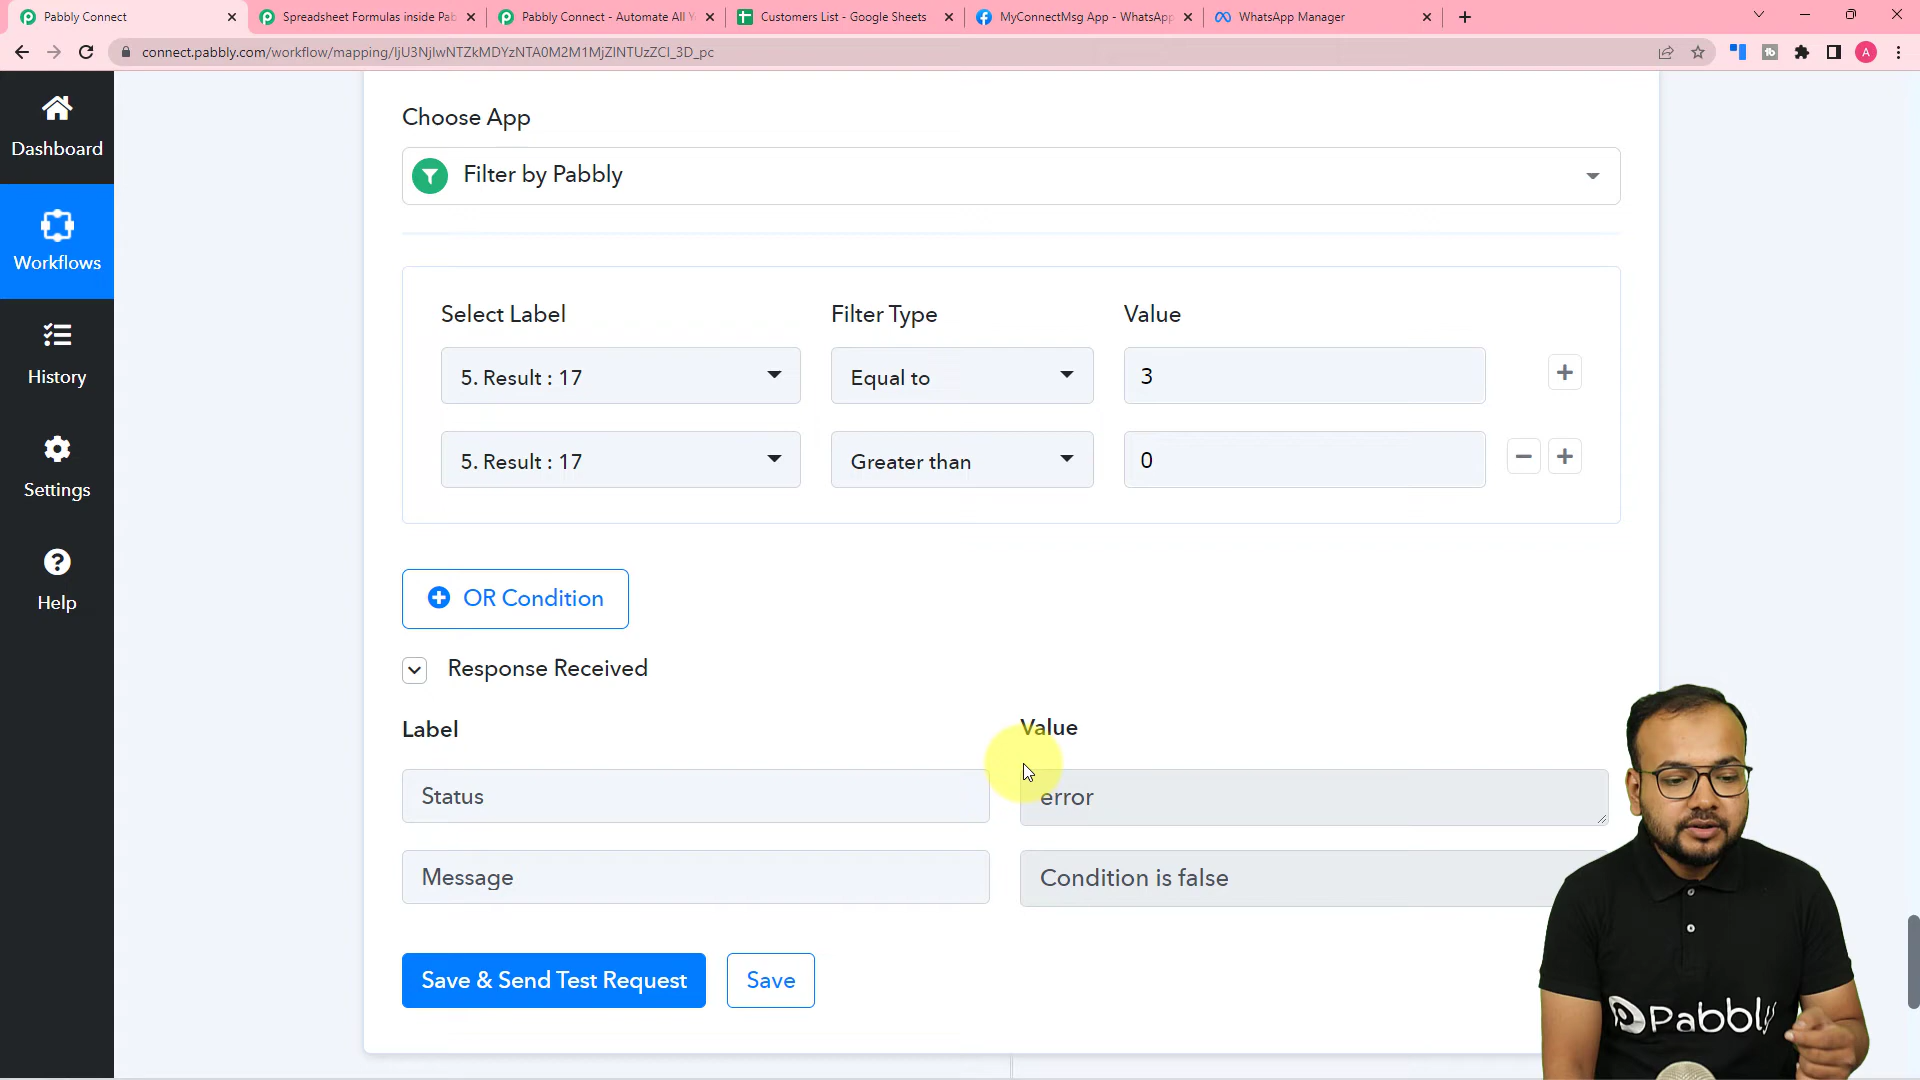 Pabbly Connect
Spreadsheet Formulas inside Pab
Pabbly Connect - Automate All Y
Customers List - Google Sheets
MyConnectMsg App - WhatsApp
WhatsApp Manager
connect.pabbly.com/workflow/mapping/IjU3NjIwNTZkMDYzNTA0M2M1MjZlNTUzZCI_3D_pc
A
Choose App
Dashboard
Filter by Pabbly
Workflows
Select Label
Filter Type
Value
History
5. Result : 17
Equal to
3
5. Result : 17
Greater than
0
Settings
OR Condition
Help
Response Received
Label
Value
Status
error
Message
Condition is false
Save & Send Test Request
Save
Pabbly